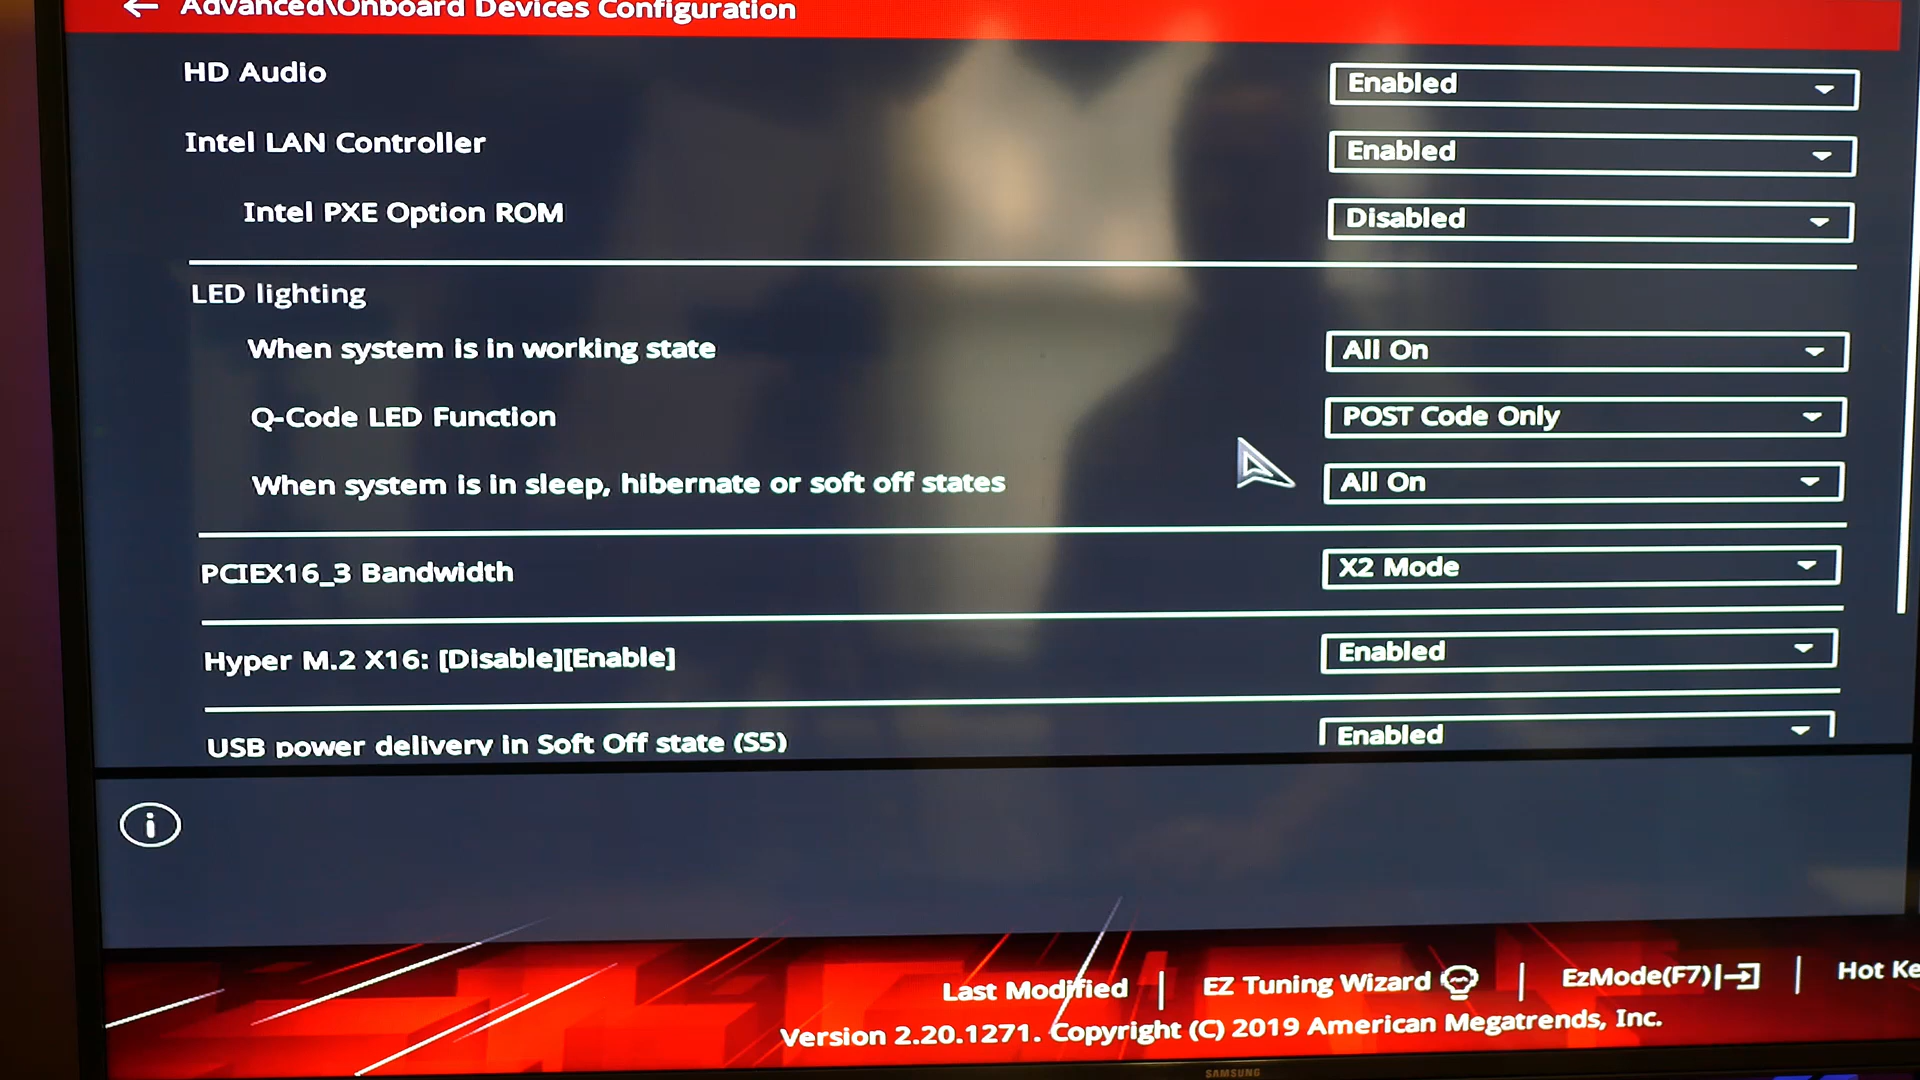 Advanced\Onboard Devices Configuration
HD Audio Enabled
Intel LAN Controller Enabled
Intel PXE Option ROM Disabled
LED lighting
When system is in working state All On
Q-Code LED Function POST Code Only
When system is in sleep, hibernate or soft off states All On
PCIEX16_3 Bandwidth X2 Mode
Hyper M.2 X16: [Disable][Enable] Enabled
USB power delivery in Soft Off state (S5) Enabled
Last Modified | EZ Tuning Wizard | EzMode(F7) | Hot Ke
Version 2.20.1271. Copyright (C) 2019 American Megatrends, Inc.
SAMSUNG